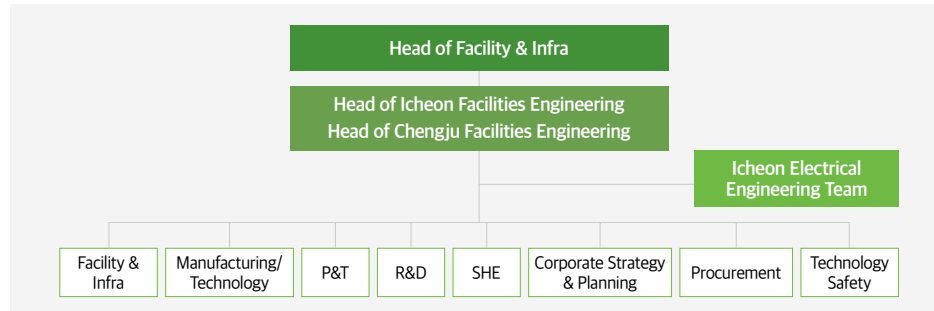 Head of Facility & Infra
Head of Icheon Facilities Engineering
Head of Chengju Facilities Engineering
Icheon Electrical
Engineering Team
Facility &
Infra
Manufacturing/
Technology
P&T
R&D
SHE
Corporate Strategy
& Planning
Procurement
Technology
Safety